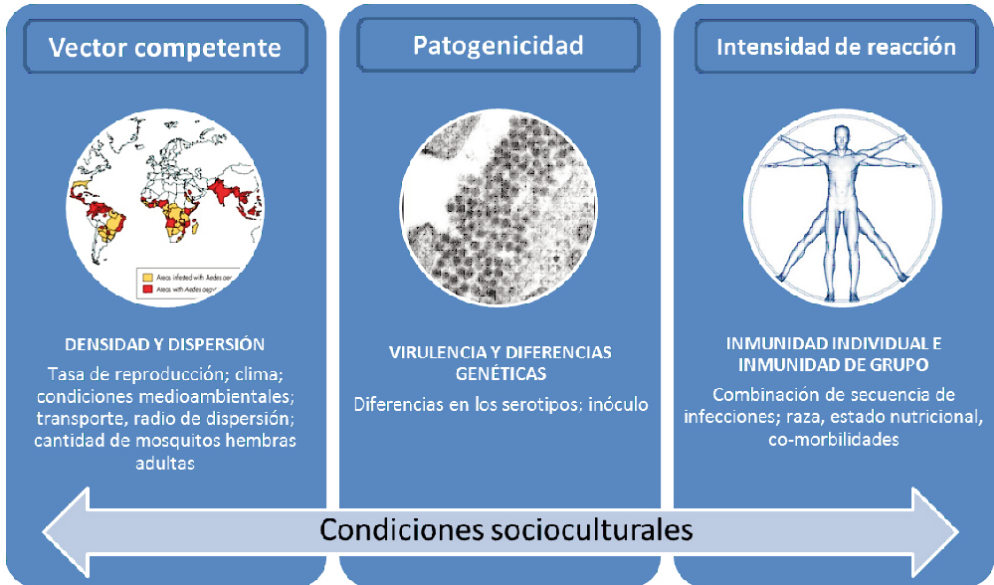 Vector competente
Areas infested with Aedes
Areas with Aedes
DENSIDAD Y DISPERSIÓN
Tasa de reproducción; clima;
condiciones medioambientales;
transporte, radio de dispersión;
cantidad de mosquitos hembras
adultas
Patogenicidad
VIRULENCIA Y DIFERENCIAS
GENÉTICAS
Diferencias en los serotipos; inóculo
Intensidad de reacción
INMUNIDAD INDIVIDUAL E
INMUNIDAD DE GRUPO
Combinación de secuencia de
infecciones; raza, estado nutricional,
co-morbilidades
Condiciones socioculturales